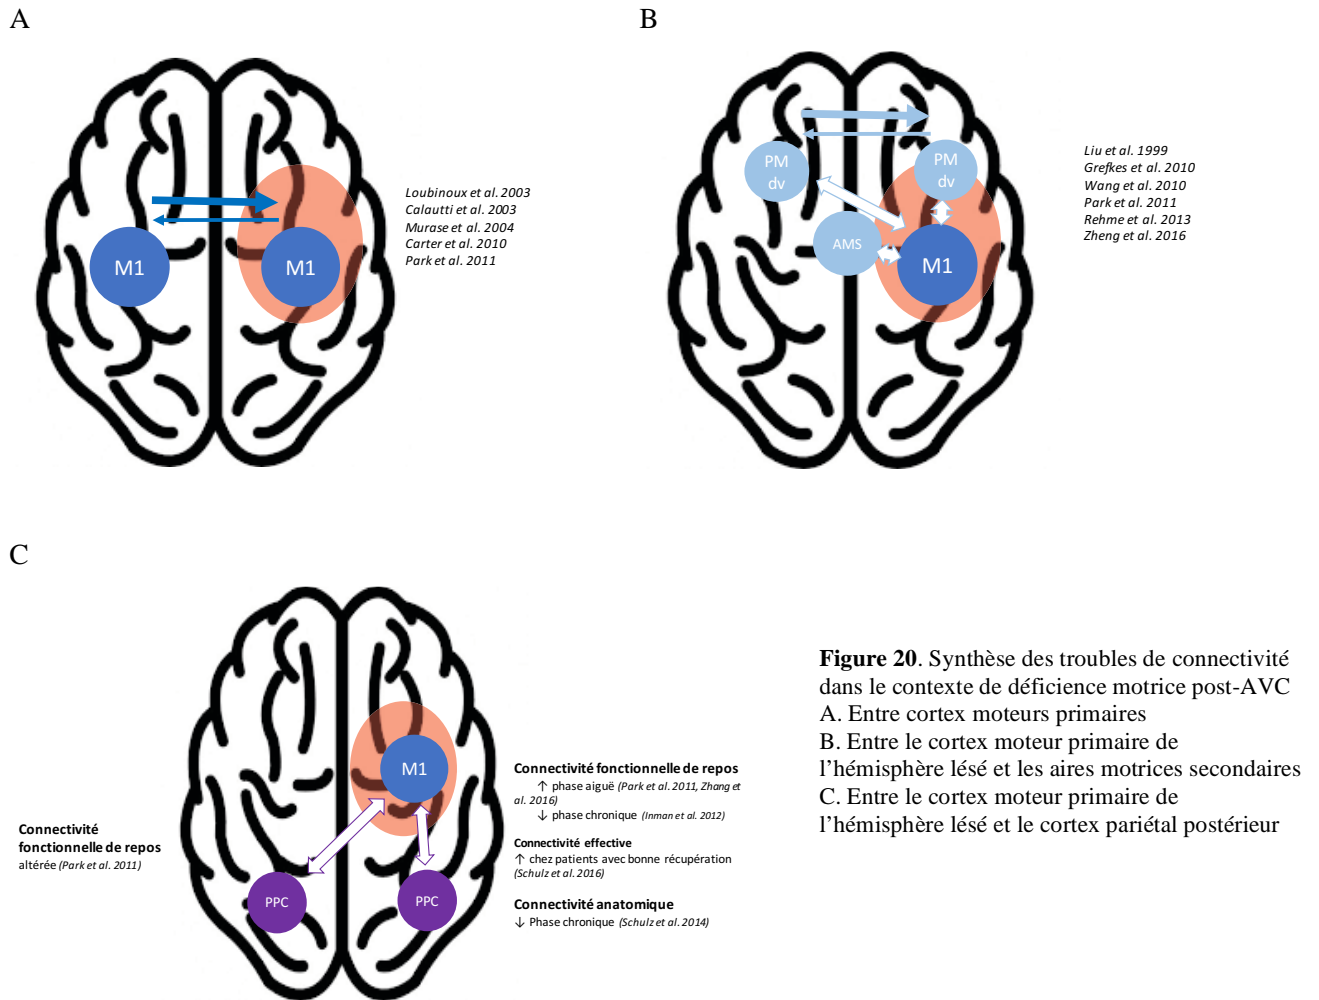 A
M1
M1
Loubinoux et al. 2003
Calautti et al. 2003
Murase et al. 2004
Carter et al. 2010
Park et al. 2011
B
PM
dv
PM
dv
AMS
M1
Liu et al. 1999
Grefkes et al. 2010
Wang et al. 2010
Park et al. 2011
Rehme et al. 2013
Zheng et al. 2016
C
M1
PPC
PPC
Connectivité
fonctionnelle de repos
altérée (Park et al. 2011)
Connectivité fonctionnelle de repos
↑ phase aiguë (Park et al. 2011, Zhang et
al. 2016)
↓ phase chronique (Inman et al. 2012)
Connectivité effective
↑ chez patients avec bonne récupération
(Schulz et al. 2016)
Connectivité anatomique
↓ Phase chronique (Schulz et al. 2014)
Figure 20. Synthèse des troubles de connectivité
dans le contexte de déficience motrice post-AVC
A. Entre cortex moteurs primaires
B. Entre le cortex moteur primaire de
l’hémisphère lésé et les aires motrices secondaires
C. Entre le cortex moteur primaire de
l’hémisphère lésé et le cortex pariétal postérieur